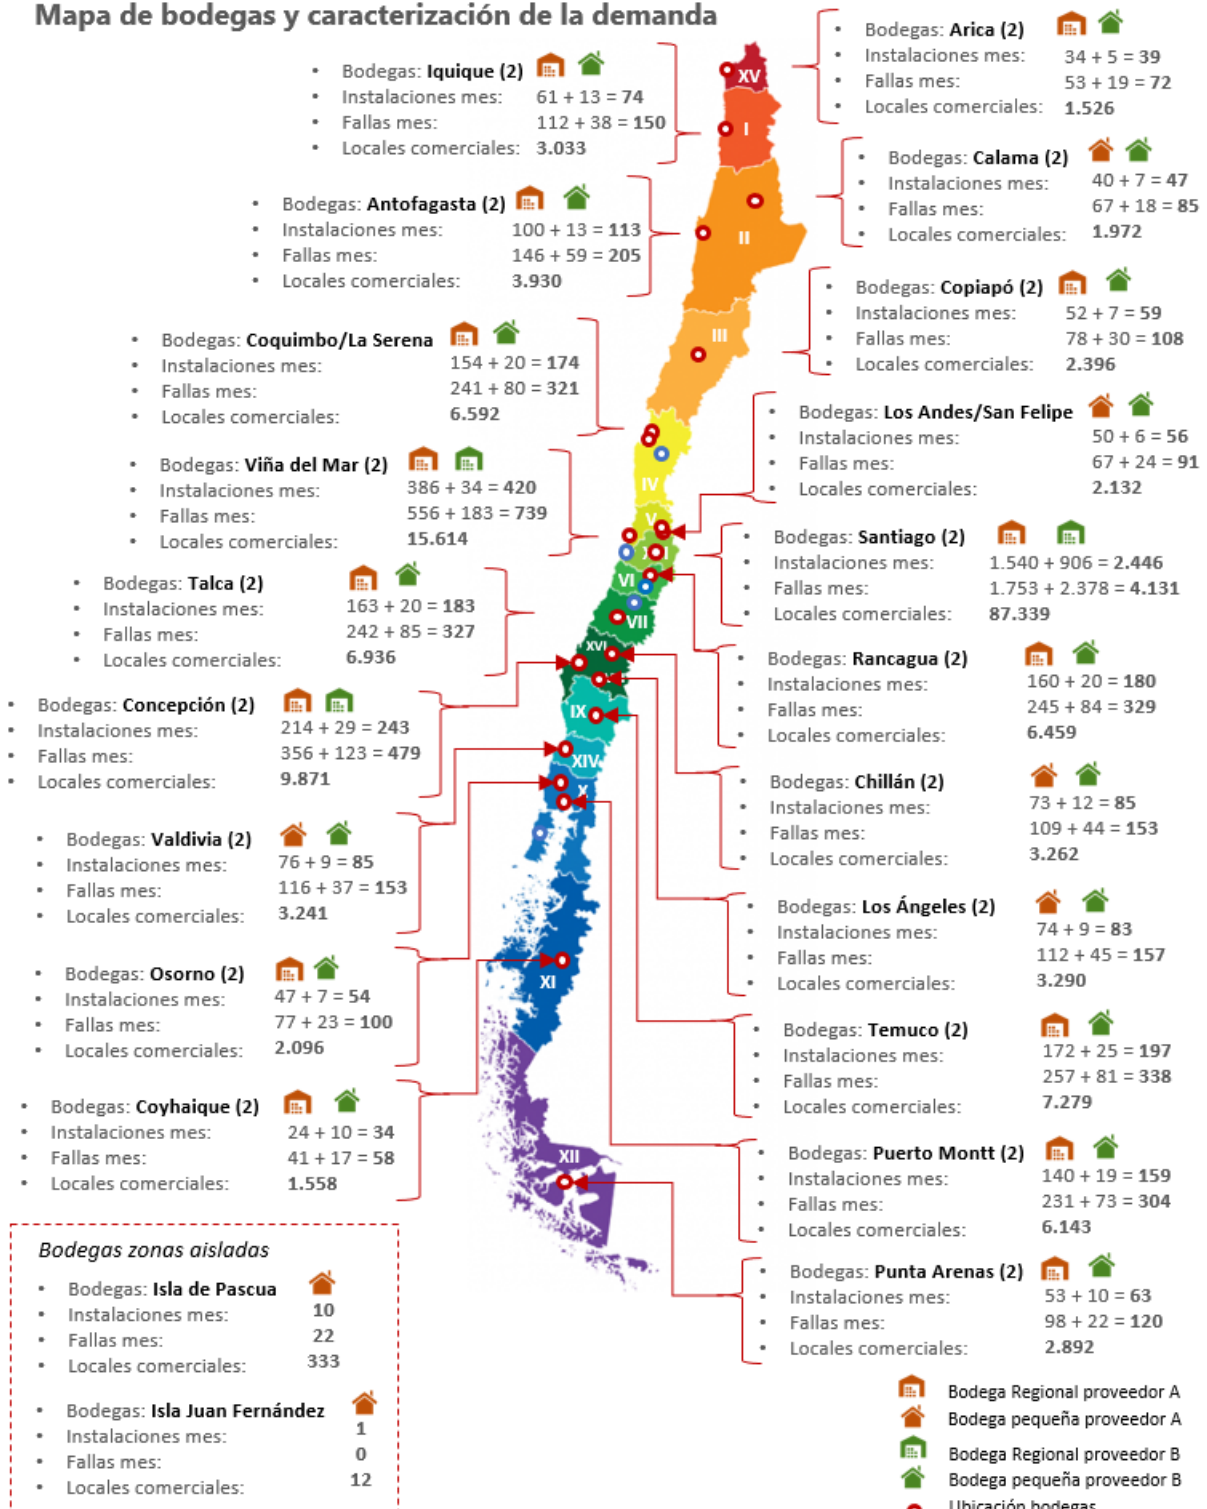 Mapa de bodegas y caracterización de la demanda
• Bodegas: Arica (2)
• Instalaciones mes: 34 + 5 = 39
• Fallas mes: 53 + 19 = 72
• Locales comerciales: 1.526
• Bodegas: Iquique (2)
• Instalaciones mes: 61 + 13 = 74
• Fallas mes: 112 + 38 = 150
• Locales comerciales: 3.033
• Bodegas: Calama (2)
• Instalaciones mes: 40 + 7 = 47
• Fallas mes: 67 + 18 = 85
• Locales comerciales: 1.972
• Bodegas: Antofagasta (2)
• Instalaciones mes: 100 + 13 = 113
• Fallas mes: 146 + 59 = 205
• Locales comerciales: 3.930
• Bodegas: Copiapó (2)
• Instalaciones mes: 52 + 7 = 59
• Fallas mes: 78 + 30 = 108
• Locales comerciales: 2.396
• Bodegas: Coquimbo/La Serena
• Instalaciones mes: 154 + 20 = 174
• Fallas mes: 241 + 80 = 321
• Locales comerciales: 6.592
• Bodegas: Los Andes/San Felipe
• Instalaciones mes: 50 + 6 = 56
• Fallas mes: 67 + 24 = 91
• Locales comerciales: 2.132
• Bodegas: Viña del Mar (2)
• Instalaciones mes: 386 + 34 = 420
• Fallas mes: 556 + 183 = 739
• Locales comerciales: 15.614
• Bodegas: Santiago (2)
• Instalaciones mes: 1.540 + 906 = 2.446
• Fallas mes: 1.753 + 2.378 = 4.131
• Locales comerciales: 87.339
• Bodegas: Talca (2)
• Instalaciones mes: 163 + 20 = 183
• Fallas mes: 242 + 85 = 327
• Locales comerciales: 6.936
• Bodegas: Rancagua (2)
• Instalaciones mes: 160 + 20 = 180
• Fallas mes: 245 + 84 = 329
• Locales comerciales: 6.459
• Bodegas: Concepción (2)
• Instalaciones mes: 214 + 29 = 243
• Fallas mes: 356 + 123 = 479
• Locales comerciales: 9.871
• Bodegas: Chillán (2)
• Instalaciones mes: 73 + 12 = 85
• Fallas mes: 109 + 44 = 153
• Locales comerciales: 3.262
• Bodegas: Valdivia (2)
• Instalaciones mes: 76 + 9 = 85
• Fallas mes: 116 + 37 = 153
• Locales comerciales: 3.241
• Bodegas: Los Ángeles (2)
• Instalaciones mes: 74 + 9 = 83
• Fallas mes: 112 + 45 = 157
• Locales comerciales: 3.290
• Bodegas: Osorno (2)
• Instalaciones mes: 47 + 7 = 54
• Fallas mes: 77 + 23 = 100
• Locales comerciales: 2.096
• Bodegas: Temuco (2)
• Instalaciones mes: 172 + 25 = 197
• Fallas mes: 257 + 81 = 338
• Locales comerciales: 7.279
• Bodegas: Coyhaique (2)
• Instalaciones mes: 24 + 10 = 34
• Fallas mes: 41 + 17 = 58
• Locales comerciales: 1.558
• Bodegas: Puerto Montt (2)
• Instalaciones mes: 140 + 19 = 159
• Fallas mes: 231 + 73 = 304
• Locales comerciales: 6.143
• Bodegas: Punta Arenas (2)
• Instalaciones mes: 53 + 10 = 63
• Fallas mes: 98 + 22 = 120
• Locales comerciales: 2.892
Bodegas zonas aisladas
• Bodegas: Isla de Pascua
• Instalaciones mes: 10
• Fallas mes: 22
• Locales comerciales: 333
• Bodegas: Isla Juan Fernández
• Instalaciones mes: 1
• Fallas mes: 0
• Locales comerciales: 12
XV
I
II
III
IV
V
VI
VII
XVI
IX
XIV
X
XI
XII
Bodega Regional proveedor A
Bodega pequeña proveedor A
Bodega Regional proveedor B
Bodega pequeña proveedor B
Ubicación bodegas